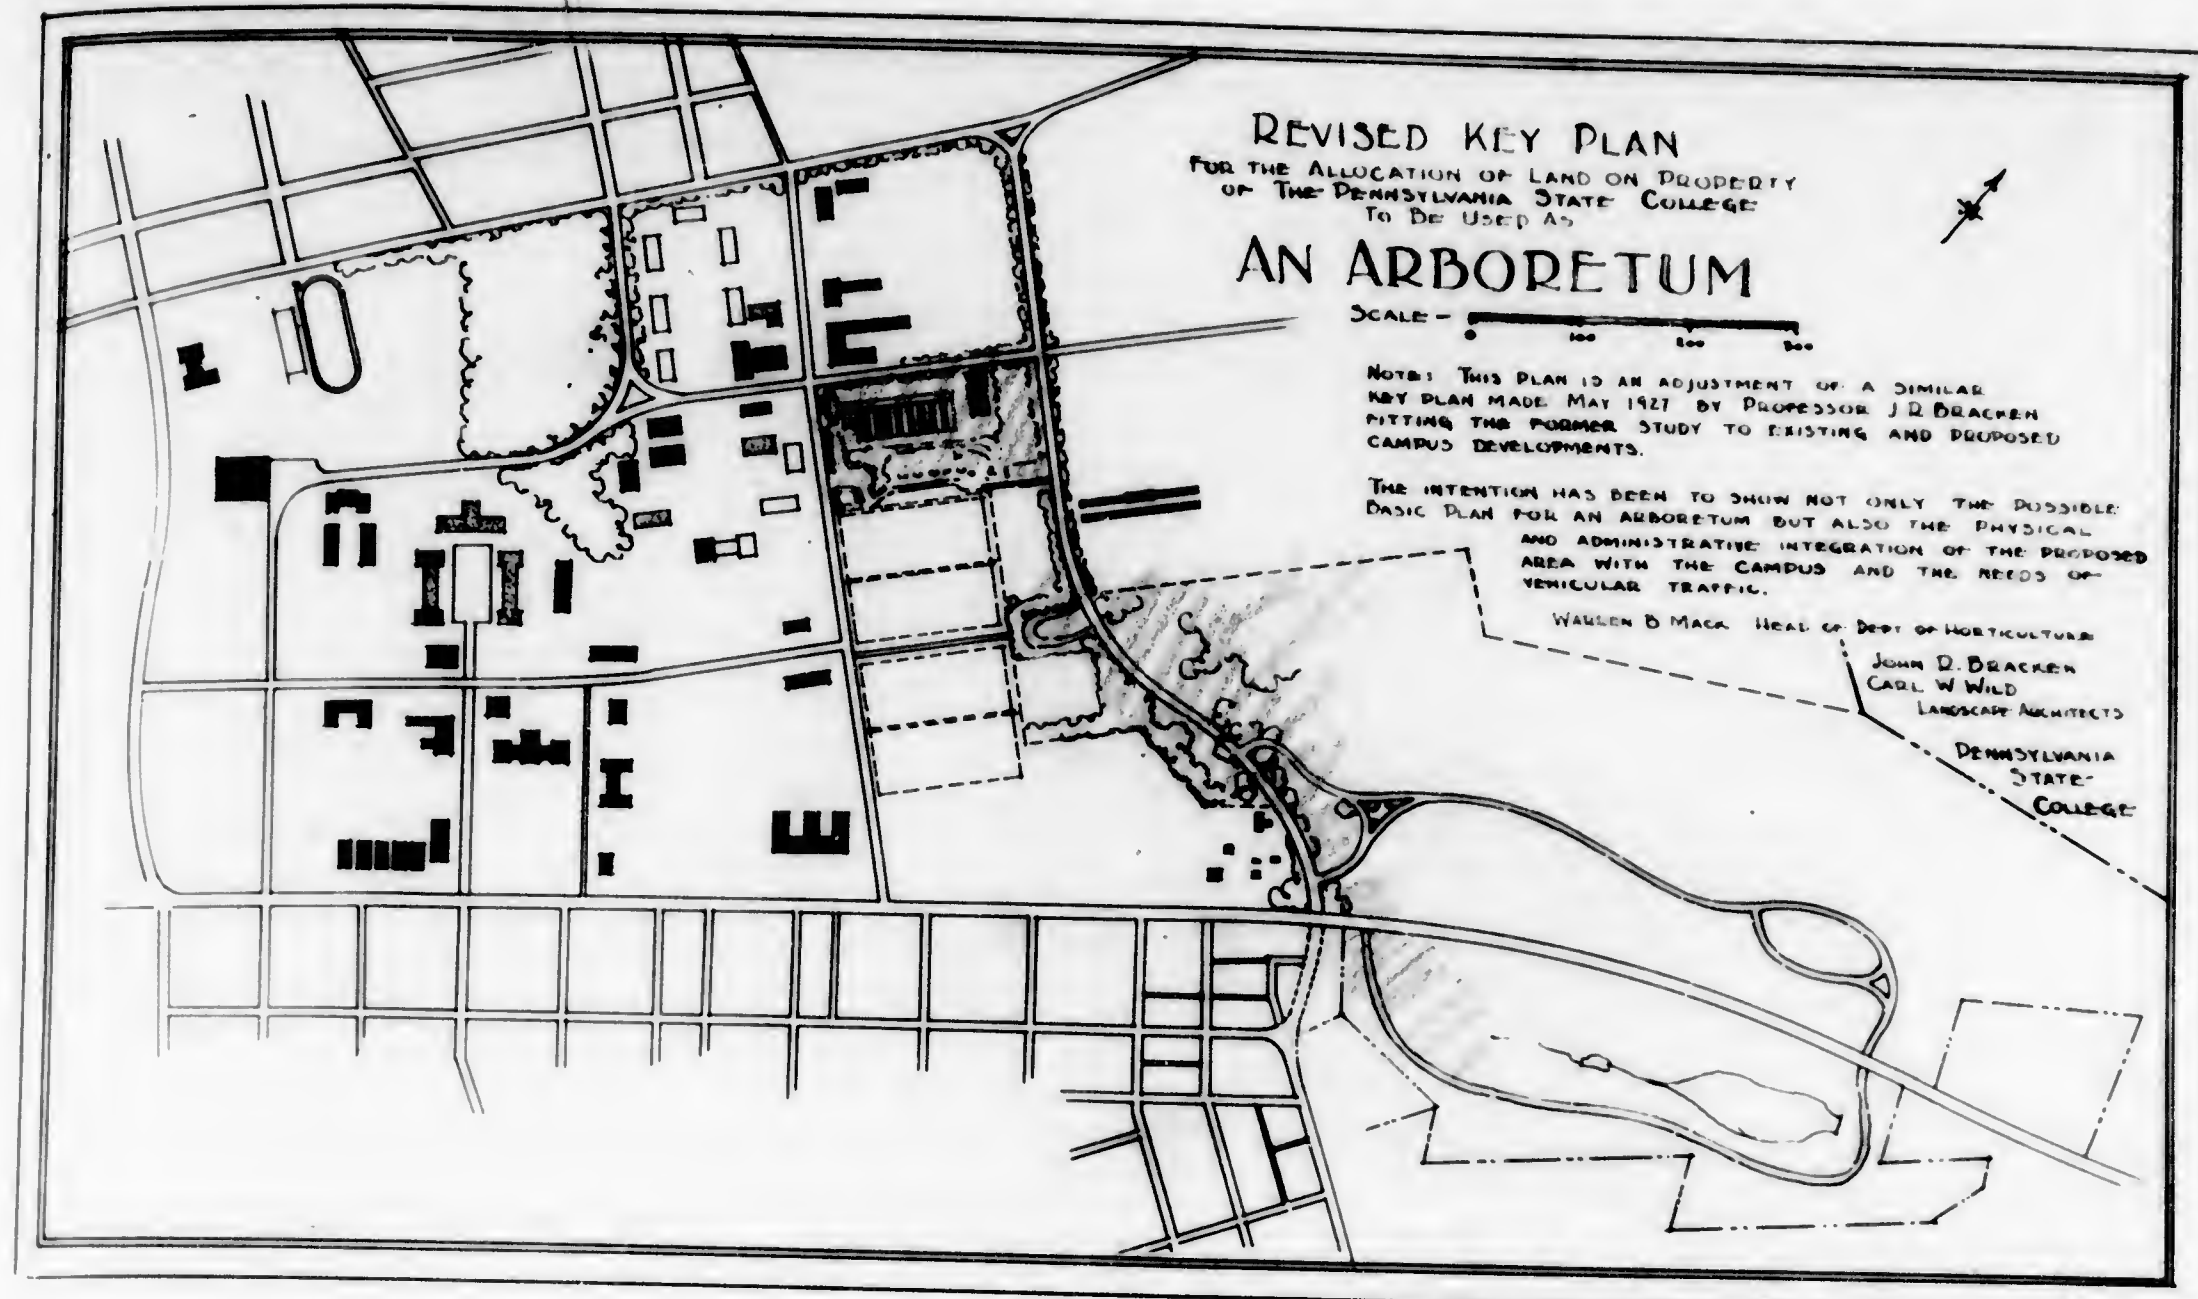 REVISED KEY PLAN
FOR THE ALLOCATION OF LAND ON PROPERTY
OF THE PENNSYLVANIA STATE COLLEGE
TO BE USED AS
AN ARBORETUM
SCALE -
0 100 200 300
NOTE: THIS PLAN IS AN ADJUSTMENT OF A SIMILAR
KEY PLAN MADE MAY 1927 BY PROFESSOR J R BRACKEN
FITTING THE FORMER STUDY TO EXISTING AND PROPOSED
CAMPUS DEVELOPMENTS.
THE INTENTION HAS BEEN TO SHOW NOT ONLY THE POSSIBLE
BASIC PLAN FOR AN ARBORETUM BUT ALSO THE PHYSICAL
AND ADMINISTRATIVE INTEGRATION OF THE PROPOSED
AREA WITH THE CAMPUS AND THE NEEDS OF
VEHICULAR TRAFFIC.
WARREN B MACK HEAD OF DEPT OF HORTICULTURE
JOHN R. BRACKEN
CARL W WILD
LANDSCAPE ARCHITECTS
PENNSYLVANIA
STATE
COLLEGE